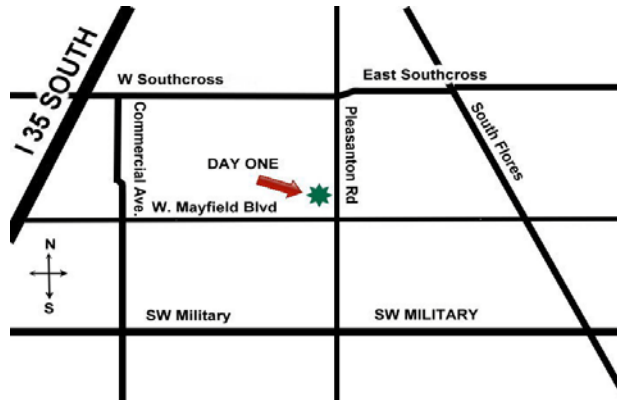 I 35 SOUTH
W Southcross
East Southcross
Commercial Ave.
Pleasanton Rd
South Flores
DAY ONE
W. Mayfield Blvd
N
S
SW Military
SW MILITARY